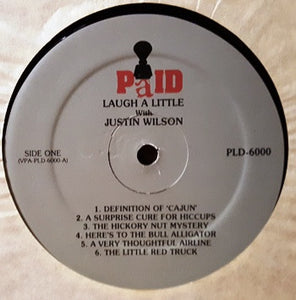 PaID
LAUGH A LITTLE
With
JUSTIN WILSON
SIDE ONE
(VPA-PLD-6000-A)
PLD-6000
1. DEFINITION OF 'CAJUN'
2. A SURPRISE CURE FOR HICCUPS
3. THE HICKORY NUT MYSTERY
4. HERE'S TO THE BULL ALLIGATOR
5. A VERY THOUGHTFUL AIRLINE
6. THE LITTLE RED TRUCK